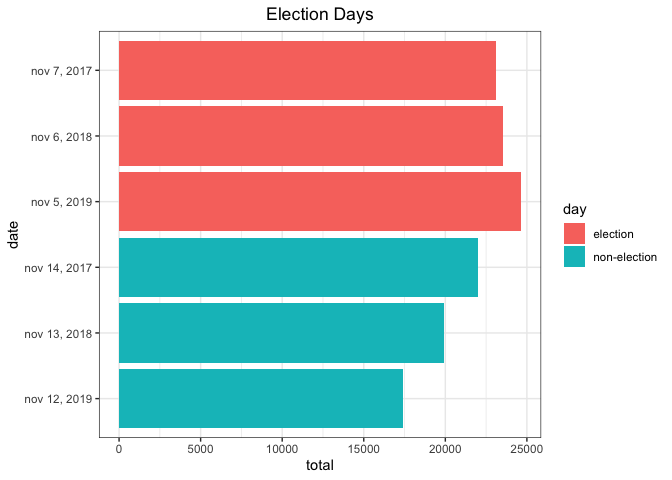 Election Days
nov 7, 2017
nov 6, 2018
nov 5, 2019
nov 14, 2017
nov 13, 2018
nov 12, 2019
date
0 5000 10000 15000 20000 25000
total
day
election
non-election